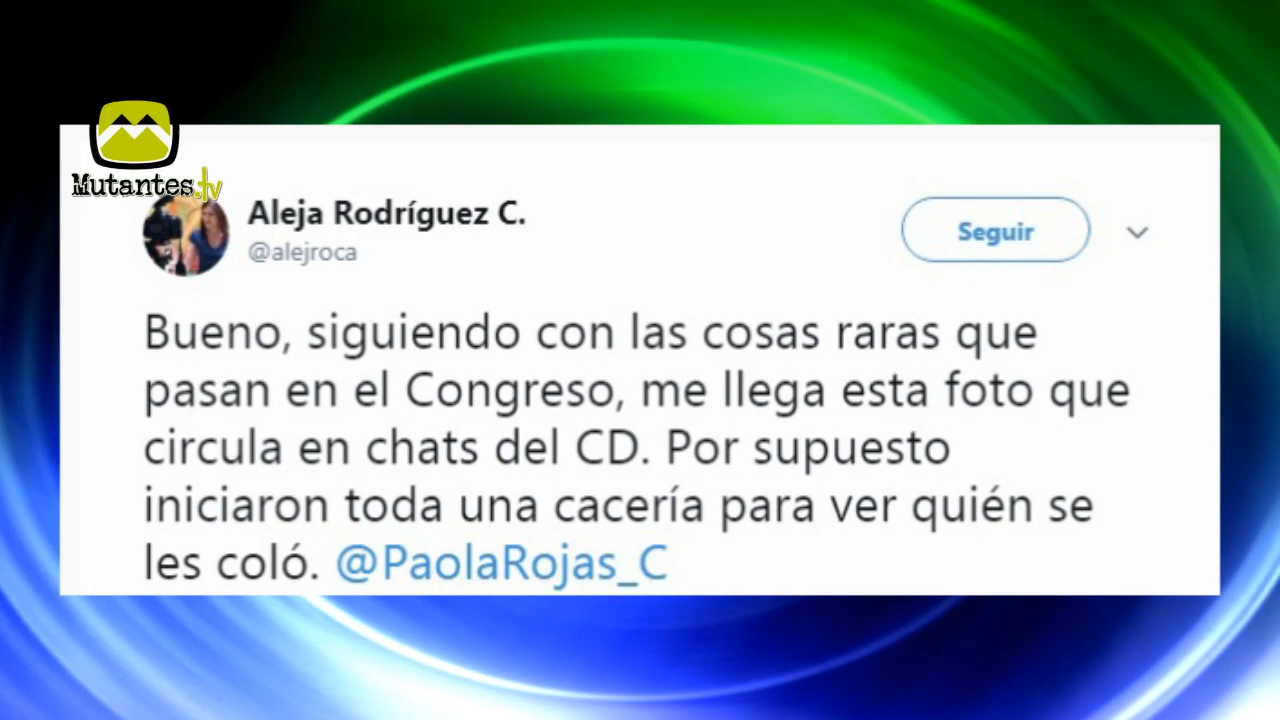 Mutantes.tv
Aleja Rodríguez C.
@alejroca
Seguir
Bueno, siguiendo con las cosas raras que
pasan en el Congreso, me llega esta foto que
circula en chats del CD. Por supuesto
iniciaron toda una cacería para ver quién se
les coló. @PaolaRojas_C